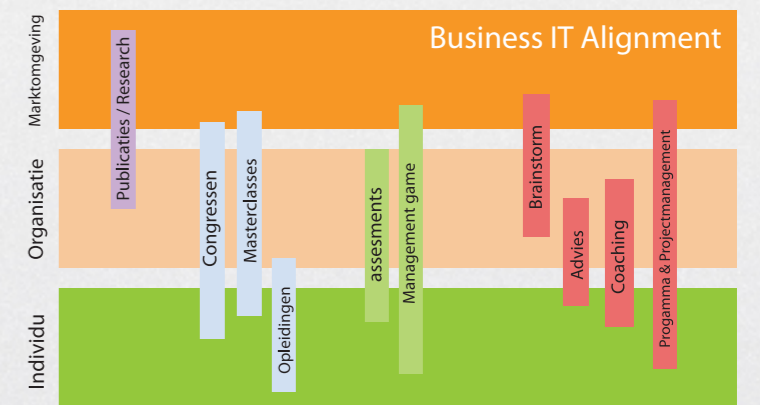 Business IT Alignment
Marktomgeving
Organisatie
Individu
Publicaties / Research
Congressen
Masterclasses
Opleidingen
assesments
Management game
Brainstorm
Advies
Coaching
Progamma & Projectmanagement